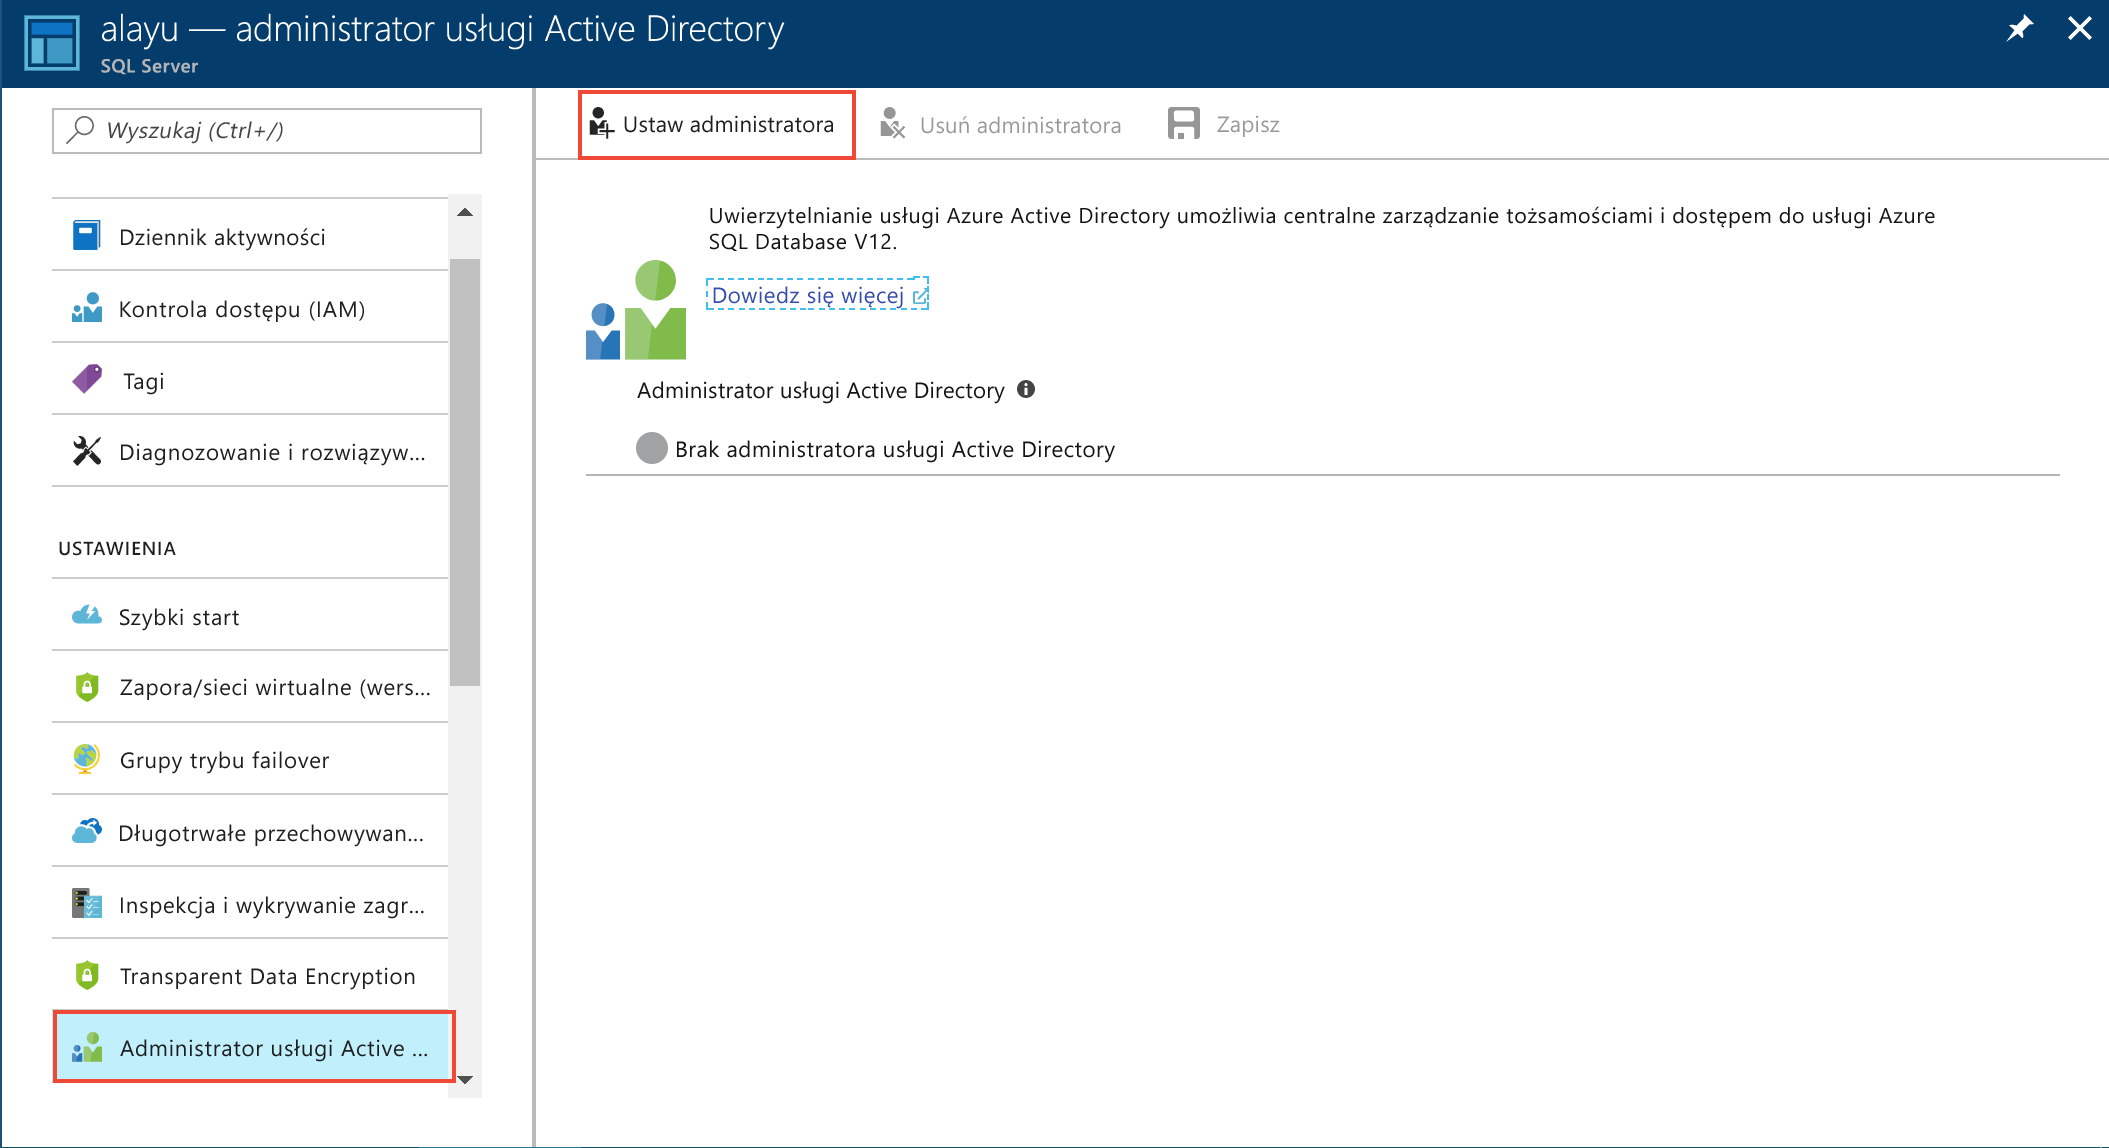 alayu — administrator usługi Active Directory
SQL Server
Wyszukaj (Ctrl+/)
Dziennik aktywności
Kontrola dostępu (IAM)
Tagi
Diagnozowanie i rozwiązyw...
USTAWIENIA
Szybki start
Zapora/sieci wirtualne (wers...
Grupy trybu failover
Długotrwałe przechowywan...
Inspekcja i wykrywanie zagr...
Transparent Data Encryption
Administrator usługi Active ...
Ustaw administratora
Usuń administratora
Zapisz
Uwierzytelnianie usługi Azure Active Directory umożliwia centralne zarządzanie tożsamościami i dostępem do usługi Azure
SQL Database V12.
Dowiedz się więcej
Administrator usługi Active Directory
Brak administratora usługi Active Directory